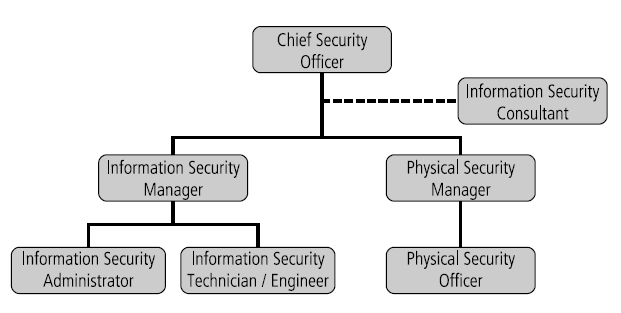 Chief Security
Officer
Information Security
Consultant
Information Security
Manager
Physical Security
Manager
Information Security
Administrator
Information Security
Technician / Engineer
Physical Security
Officer